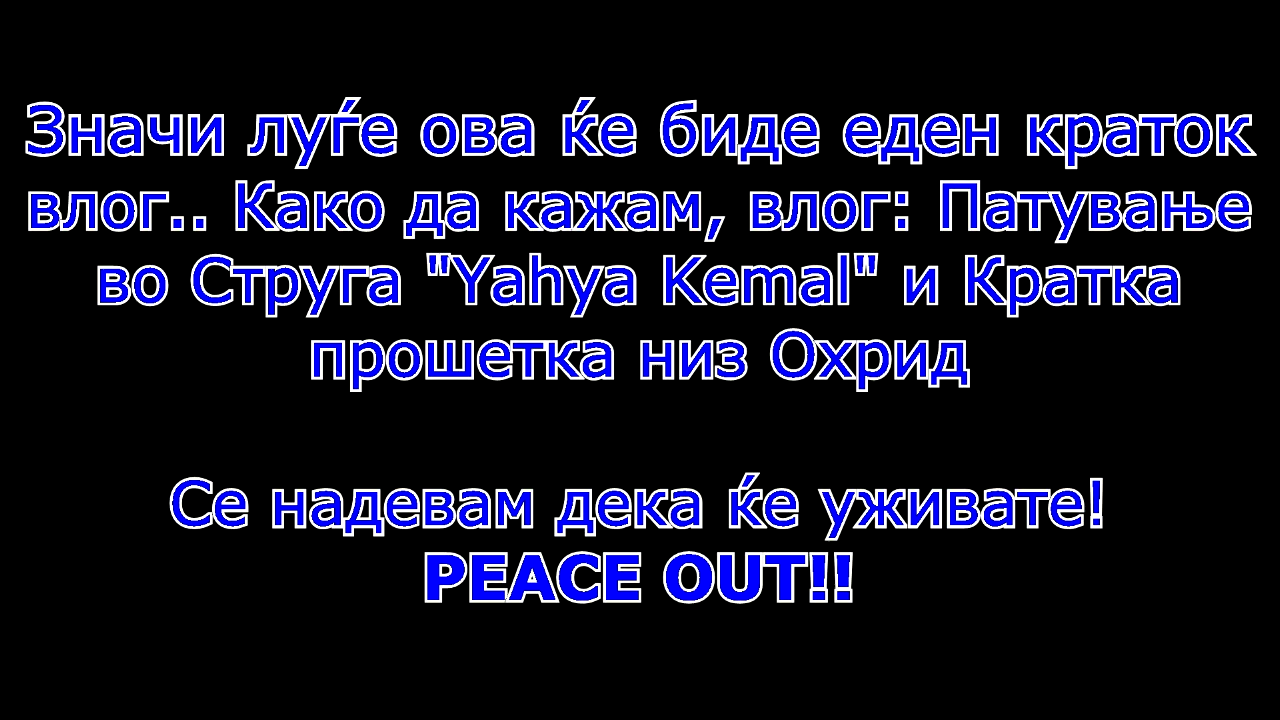 Значи луѓе ова ќе биде еден краток
влог.. Како да кажам, влог: Патување
во Струга "Yahya Kemal" и Кратка
прошетка низ Охрид
Се надевам дека ќе уживате!
PEACE OUT!!